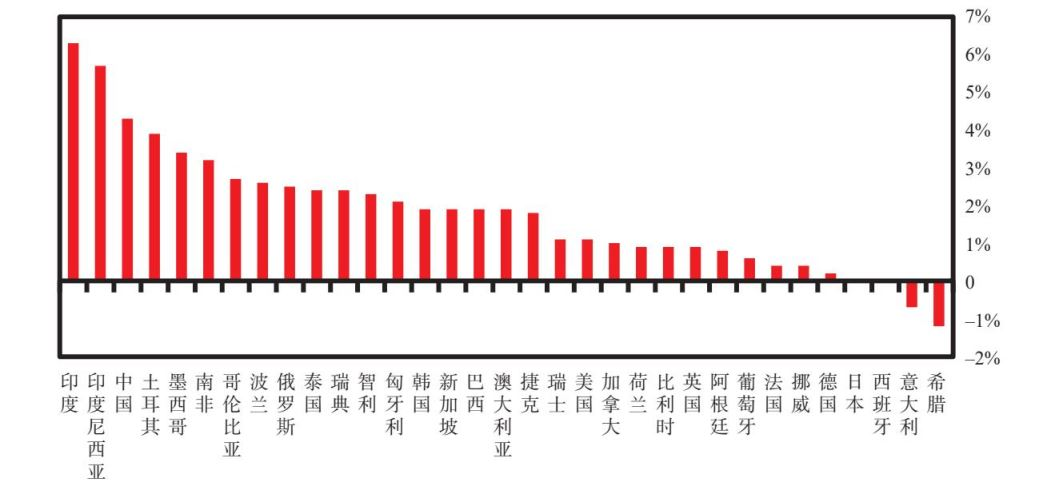 7%
6%
5%
4%
3%
2%
1%
0
–1%
–2%
印度
印度尼西亚
中国
土耳其
墨西哥
南非
哥伦比亚
波兰
俄罗斯
泰国
瑞典
智利
匈牙利
韩国
新加坡
巴西
澳大利亚
捷克
瑞士
美国
加拿大
荷兰
比利时
英国
阿根廷
葡萄牙
法国
挪威
德国
日本
西班牙
意大利
希腊